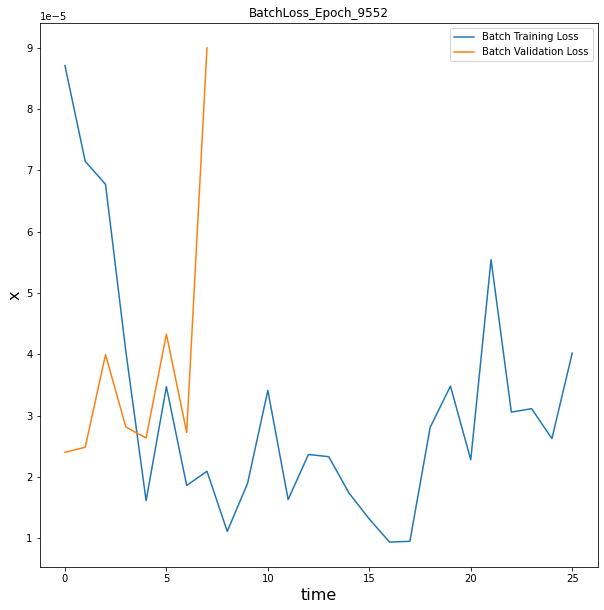 BatchLoss_Epoch_9552
1e−5
Batch Training Loss
Batch Validation Loss
9
8
7
6
5
4
3
2
1
x
0 5 10 15 20 25
time